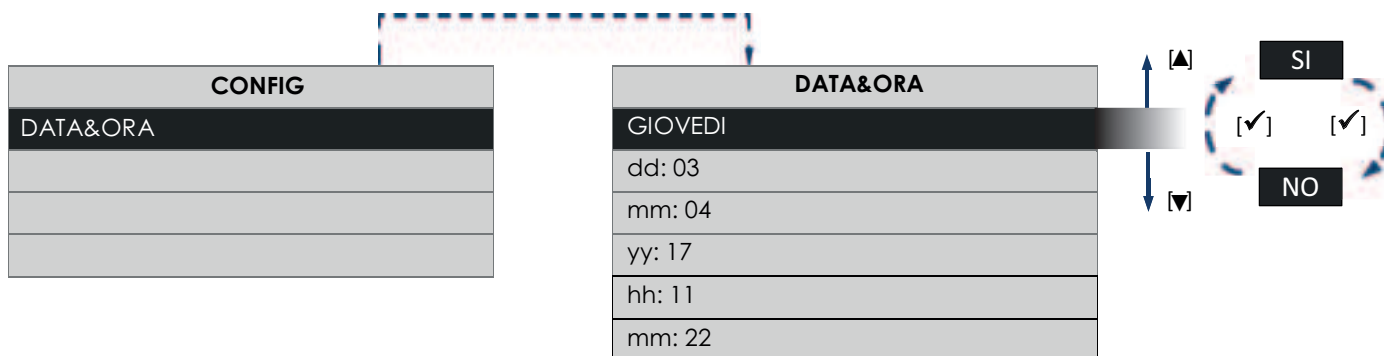 CONFIG
DATA&ORA
DATA&ORA
GIOVEDI
dd: 03
mm: 04
yy: 17
hh: 11
mm: 22
[▲]
[▼]
SI
[✔] [✔]
NO